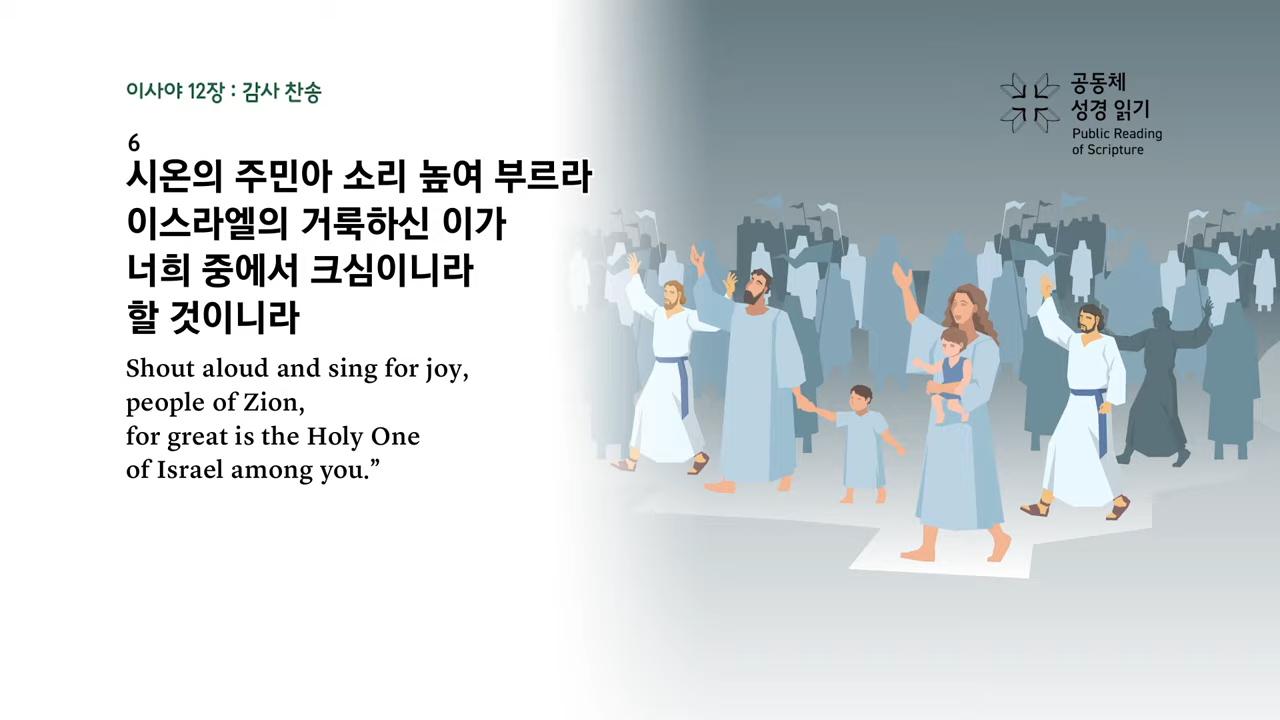 이사야 12장 : 감사 찬송
6
시온의 주민아 소리 높여 부르라
이스라엘의 거룩하신 이가
너희 중에서 크심이니라
할 것이니라
Shout aloud and sing for joy,
people of Zion,
for great is the Holy One
of Israel among you.”
공동체
성경 읽기
Public Reading
of Scripture